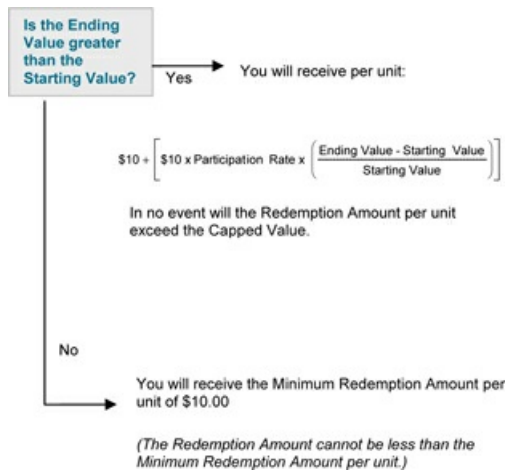 Is the Ending
Value greater
than the
Starting Value?
Yes
You will receive per unit:
$10 + [ $10 x Participation Rate x ( Ending Value - Starting Value / Starting Value ) ]
In no event will the Redemption Amount per unit
exceed the Capped Value.
No
You will receive the Minimum Redemption Amount per
unit of $10.00
(The Redemption Amount cannot be less than the
Minimum Redemption Amount per unit.)